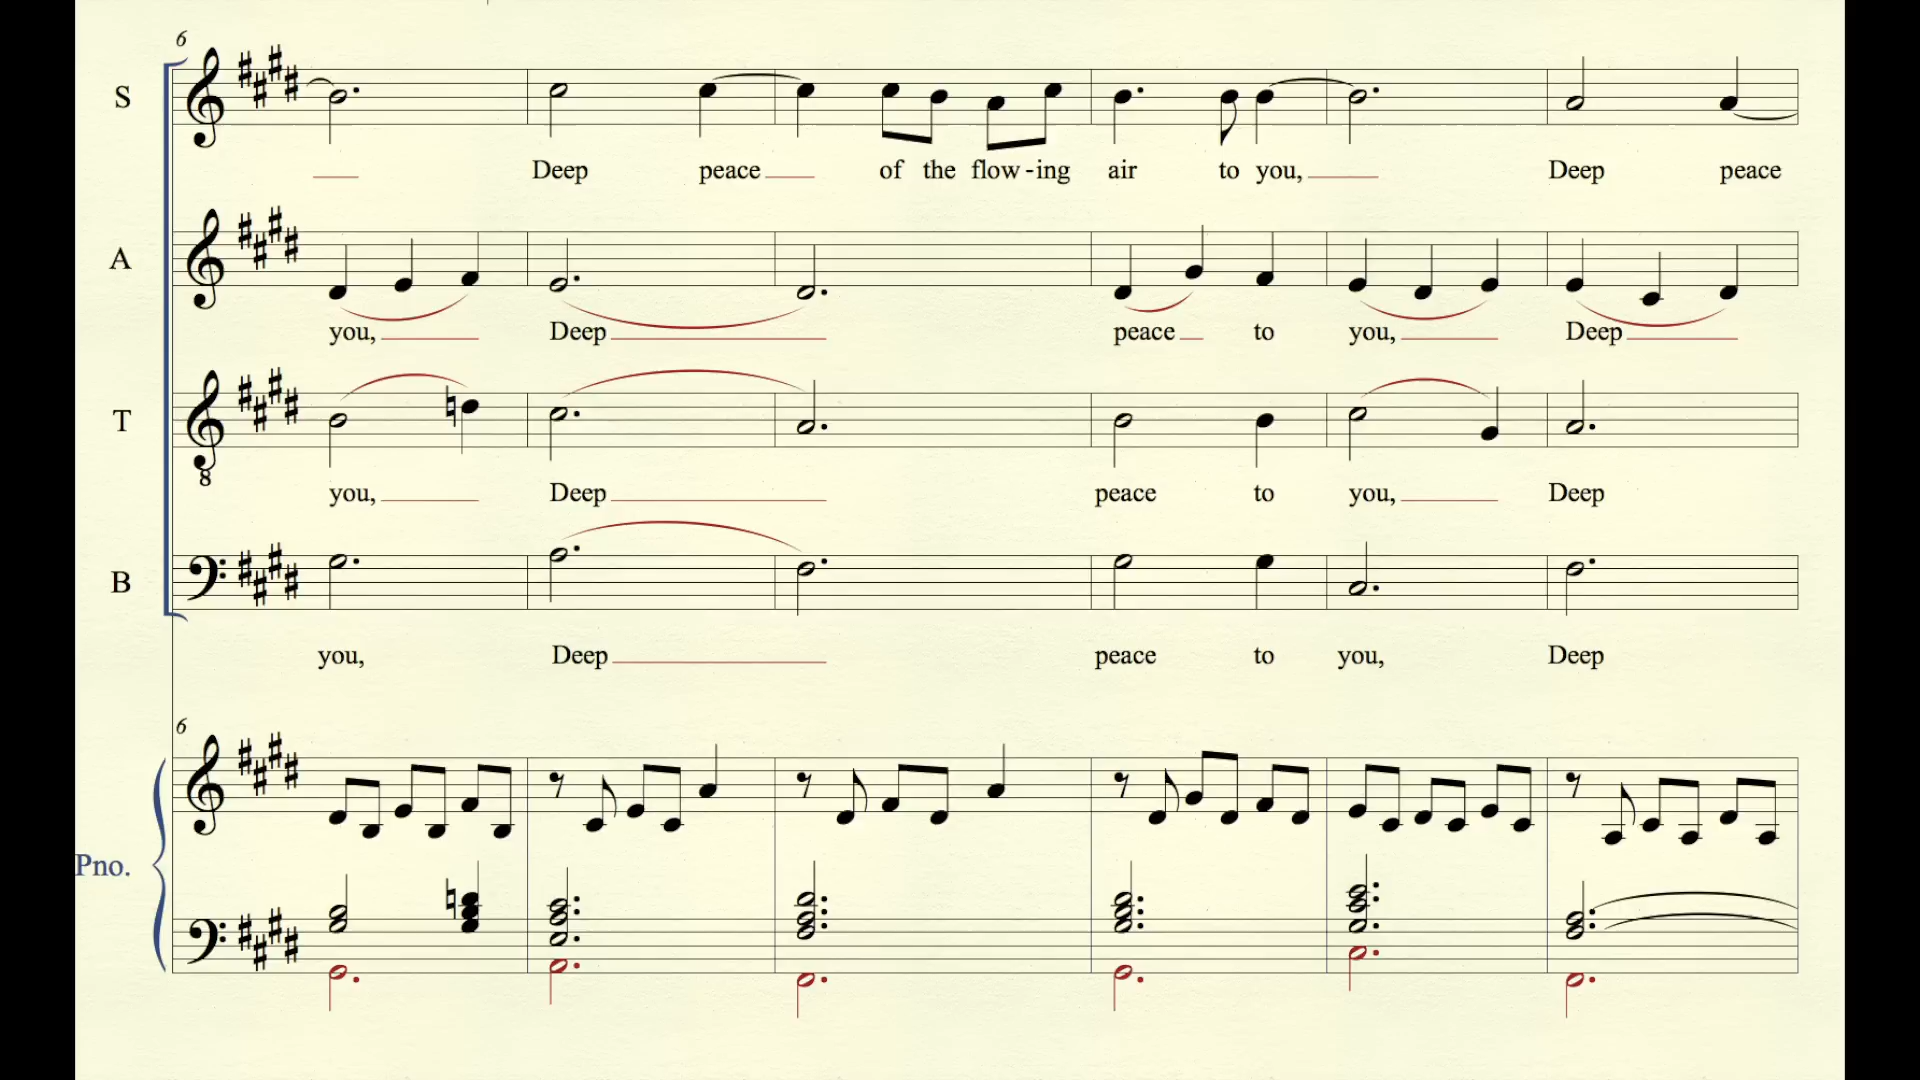 6
S
Deep peace of the flow-ing air to you, Deep peace
A
you, Deep peace to you, Deep
T
8
you, Deep peace to you, Deep
B
you, Deep peace to you, Deep
6
Pno.